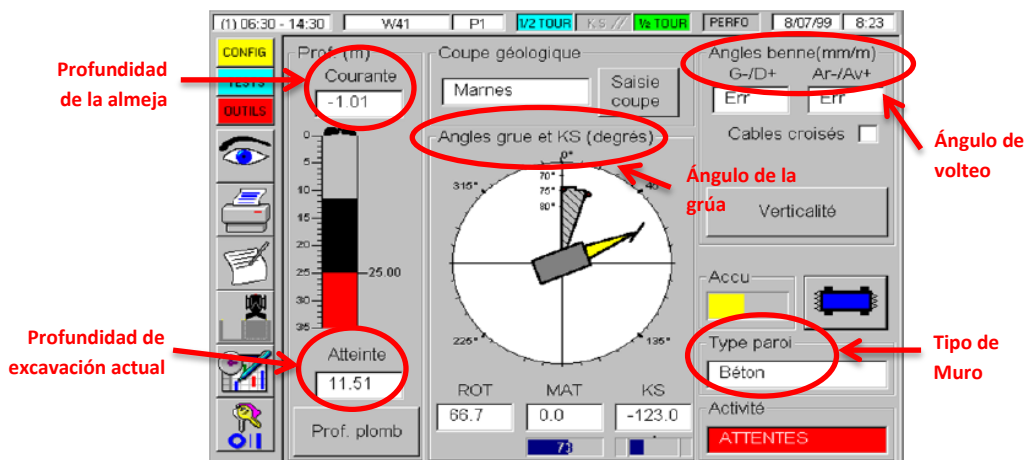 (1) 06:30 - 14:30 W41 P1 1/2 TOUR KS // ½ TOUR PERFO 8/07/99 8:23
CONFIG
TESTS
OUTILS
Profundidad
de la almeja
Prof. (m)
Courante
-1.01
0
5
10
15
20
25
30
35
25.00
Profundidad de
excavación actual
Atteinte
11.51
Prof. plomb
Coupe géologique
Marnes
Saisie
coupe
Angles grue et KS (degrés)
0°
70°
75°
80°
315°
45°
225°
135°
Ángulo de la
grúa
ROT MAT KS
66.7 0.0 -123.0
73
Angles benne(mm/m)
G-/D+ Ar-/Av+
Err Err
Cables croisés
Ángulo de
volteo
Verticalité
Accu
Type paroi
Béton
Tipo de
Muro
Activité
ATTENTES